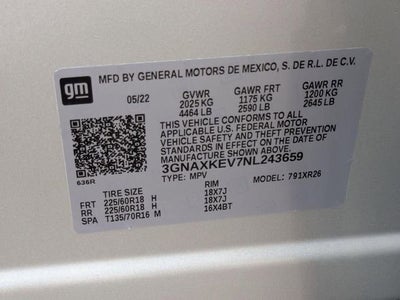 gm
MFD BY GENERAL MOTORS DE MEXICO, S. DE R.L. DE C.V.
05/22 GVWR GAWR FRT GAWR RR
2025 KG 1175 KG 1200 KG
4464 LB 2590 LB 2645 LB
THIS VEHICLE CONFORMS TO ALL
APPLICABLE U.S. FEDERAL MOTOR
VEHICLE SAFETY AND THEFT PREVENTION
STANDARDS IN EFFECT ON THE DATE OF
MANUFACTURE SHOWN ABOVE.
3GNAXKEV7NL243659
636R TYPE: MPV MODEL: 791XR26
TIRE SIZE RIM
FRT 225/60R18 H 18X7J
RR 225/60R18 H 18X7J
SPA T135/70R16 M 16X4BT